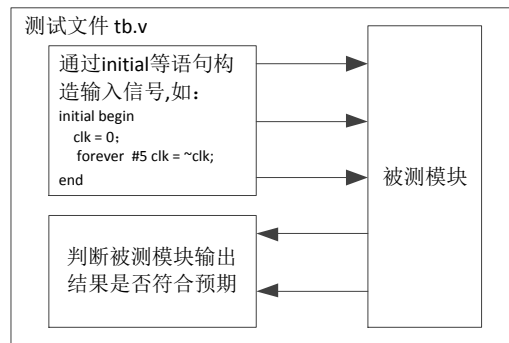 测试文件 tb.v
通过initial等语句构
造输入信号,如：
initial begin
clk = 0；
forever #5 clk = ~clk;
end
被测模块
判断被测模块输出
结果是否符合预期